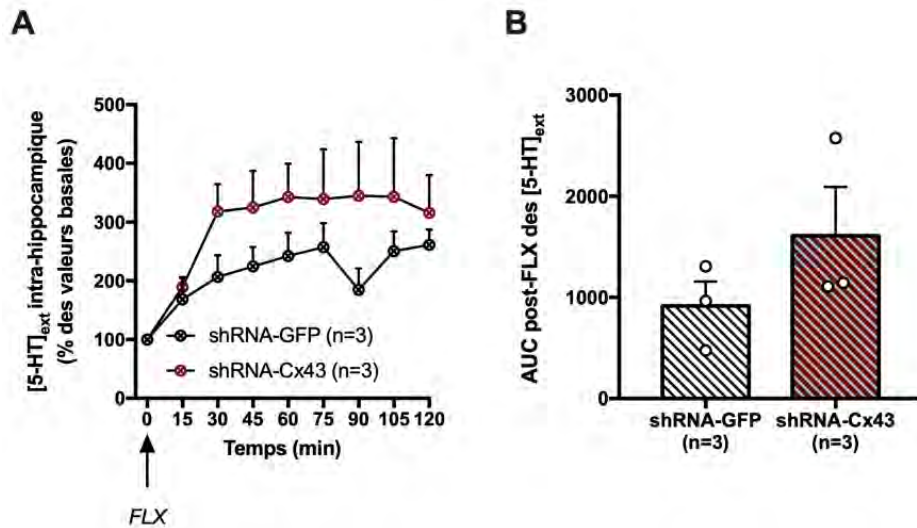 A
[5-HT]ext intra-hippocampique
(% des valeurs basales)
500
400
300
200
100
0
shRNA-GFP (n=3)
shRNA-Cx43 (n=3)
0 15 30 45 60 75 90 105 120
Temps (min)
FLX
B
AUC post-FLX des [5-HT]ext
3000
2000
1000
0
shRNA-GFP
(n=3)
shRNA-Cx43
(n=3)